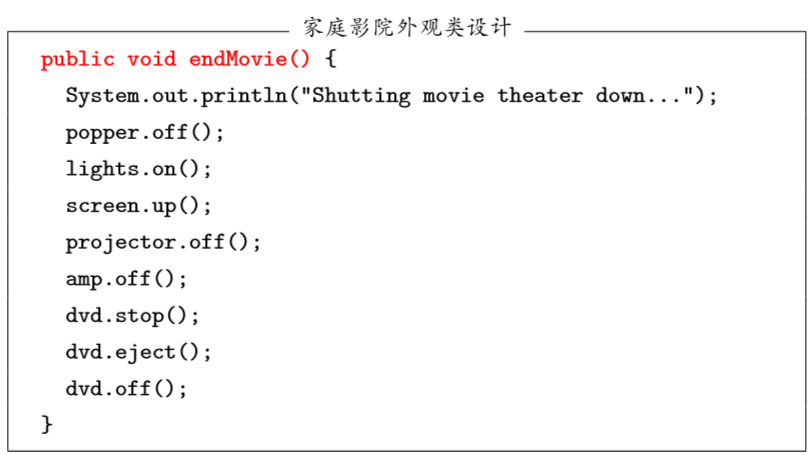 家庭影院外观类设计
public void endMovie() {
System.out.println("Shutting movie theater down...");
popper.off();
lights.on();
screen.up();
projector.off();
amp.off();
dvd.stop();
dvd.eject();
dvd.off();
}